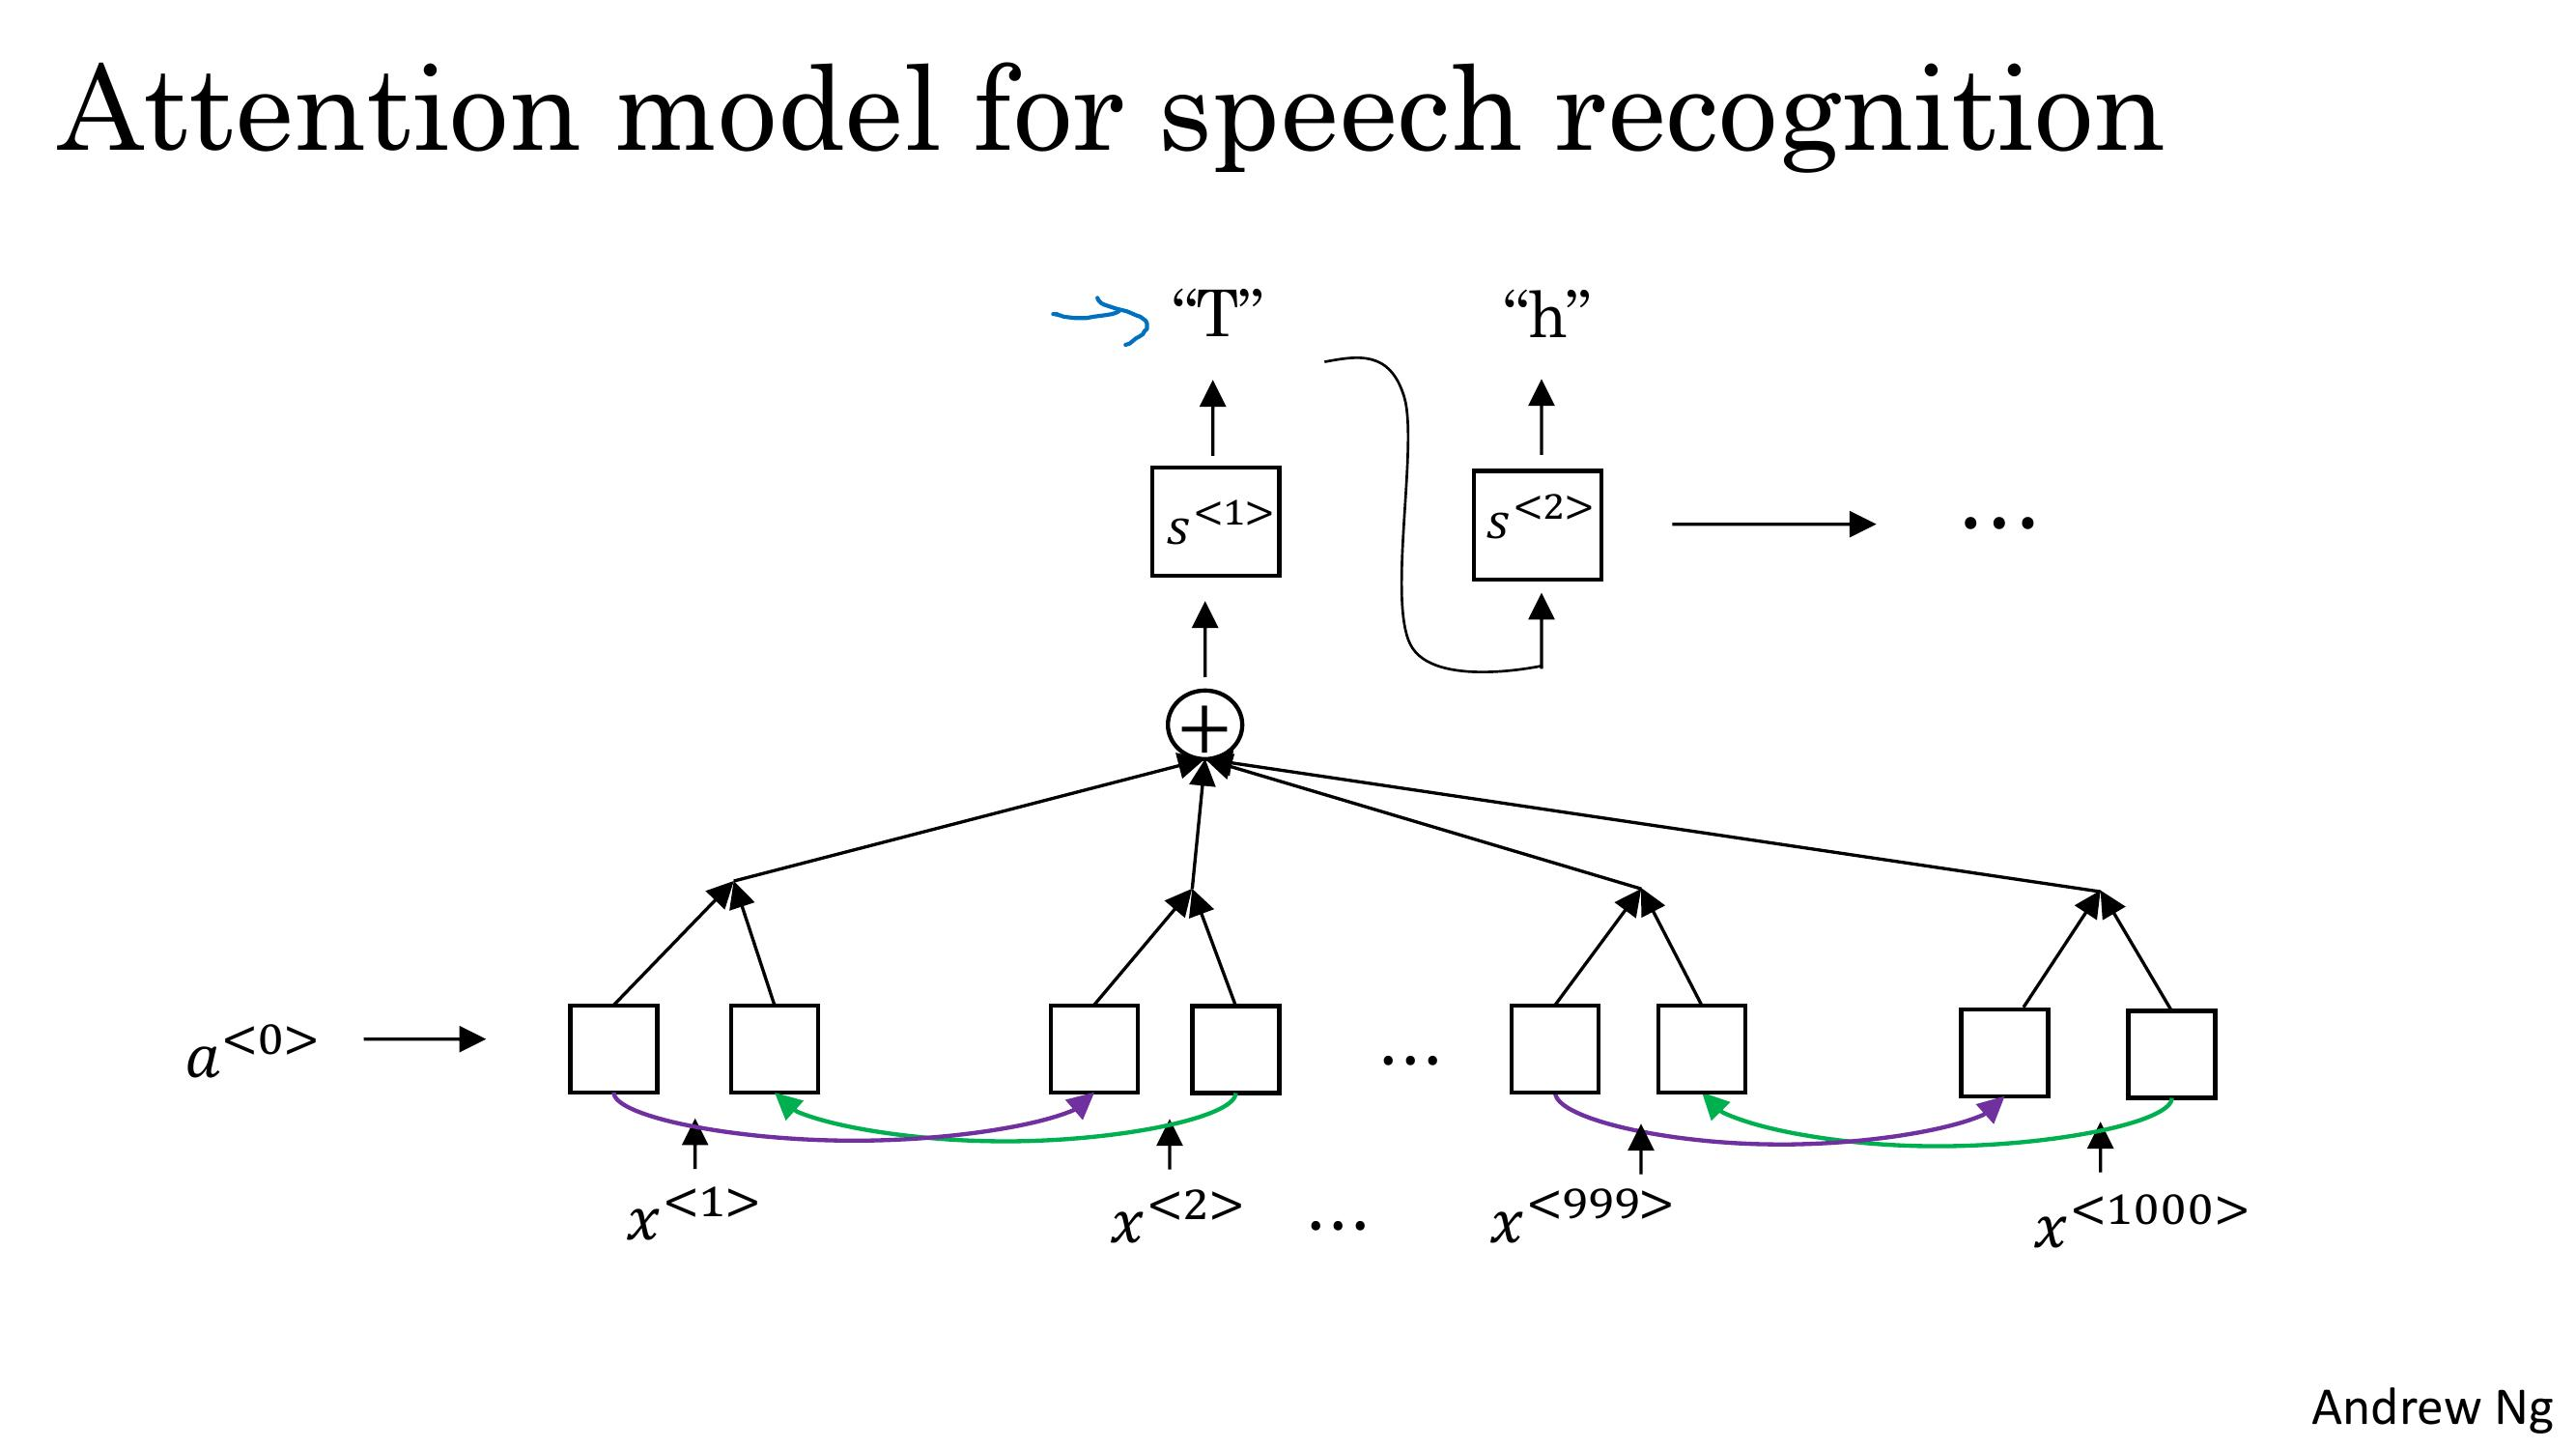 Attention model for speech recognition
“T” “h”
s<1> s<2> ...
+
a<0> ...
x<1> x<2> ... x<999> x<1000>
Andrew Ng